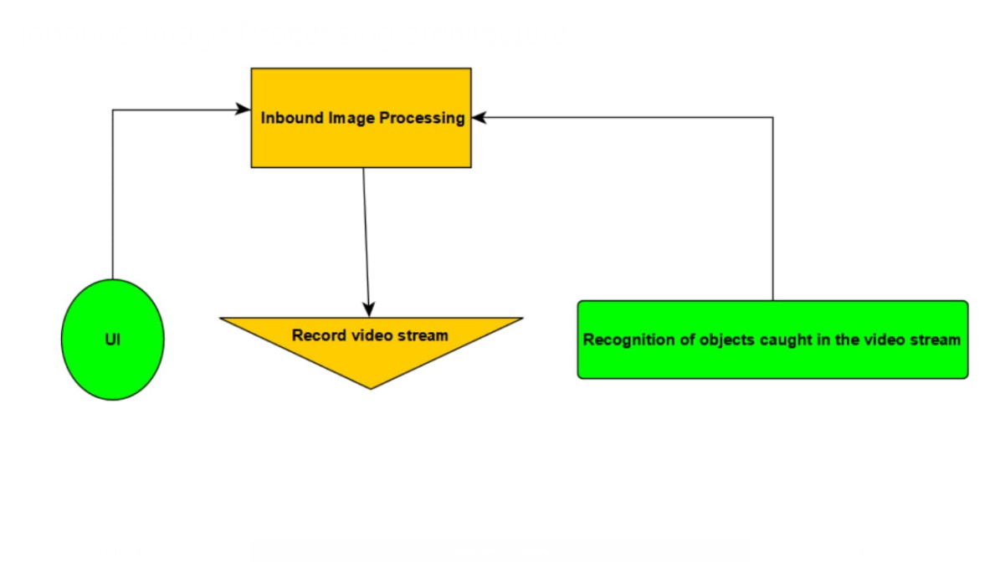 Inbound Image Processing
UI
Record video stream
Recognition of objects caught in the video stream